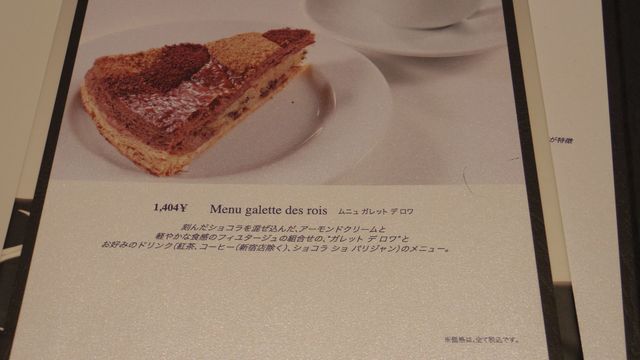 が特徴
1,404¥ Menu galette des rois ムニュ ガレット デ ロワ
刻んだショコラを混ぜ込んだ、アーモンドクリームと
軽やかな食感のフィユタージュの組合せの、"ガレット デ ロワ"と
お好みのドリンク(紅茶、コーヒー(新宿店除く)、ショコラ ショ パリジャン)のメニュー。
※価格は、全て税込です。